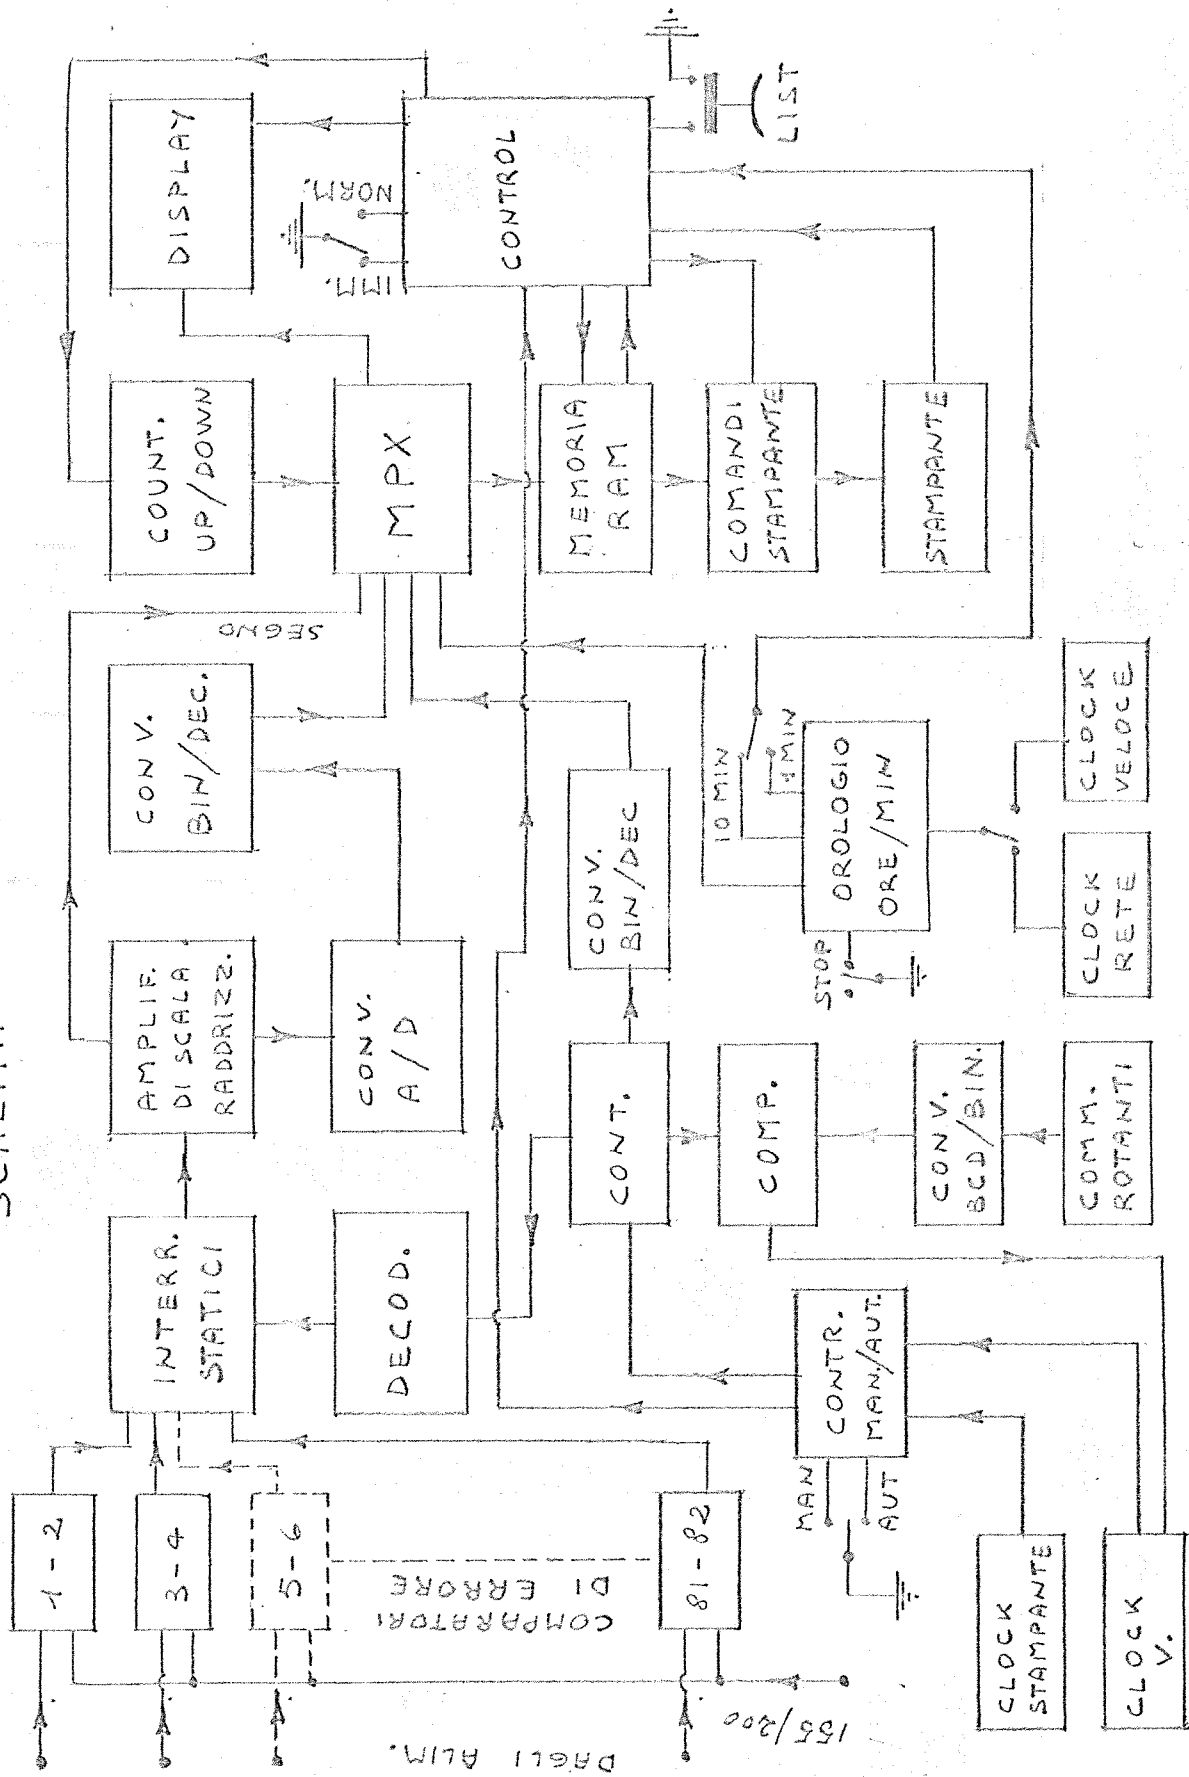 SCHEMA
1-2
3-4
5-6
81-82
COMPARATORI
DI ERRORE
DAGLI ALIM.
155/200
INTERR.
STATICI
DECOD.
AMPLIF.
DI SCALA
RADDRIZZ.
CONV.
A/D
CONV.
BIN/DEC.
SEGNO
COUNT.
UP/DOWN
MPX
DISPLAY
IMM.
NORM.
CONTROL
LIST
MEMORIA
RAM
COMANDI
STAMPANTE
STAMPANTE
CONT.
COMP.
CONV.
BIN/DEC
CONV.
BCD/BIN.
COMM.
ROTANTI
10 MIN
1 MIN
OROLOGIO
ORE/MIN
STOP
CLOCK
RETE
CLOCK
VELOCE
CONTR.
MAN./AUT.
MAN
AUT
CLOCK
STAMPANTE
CLOCK
V.